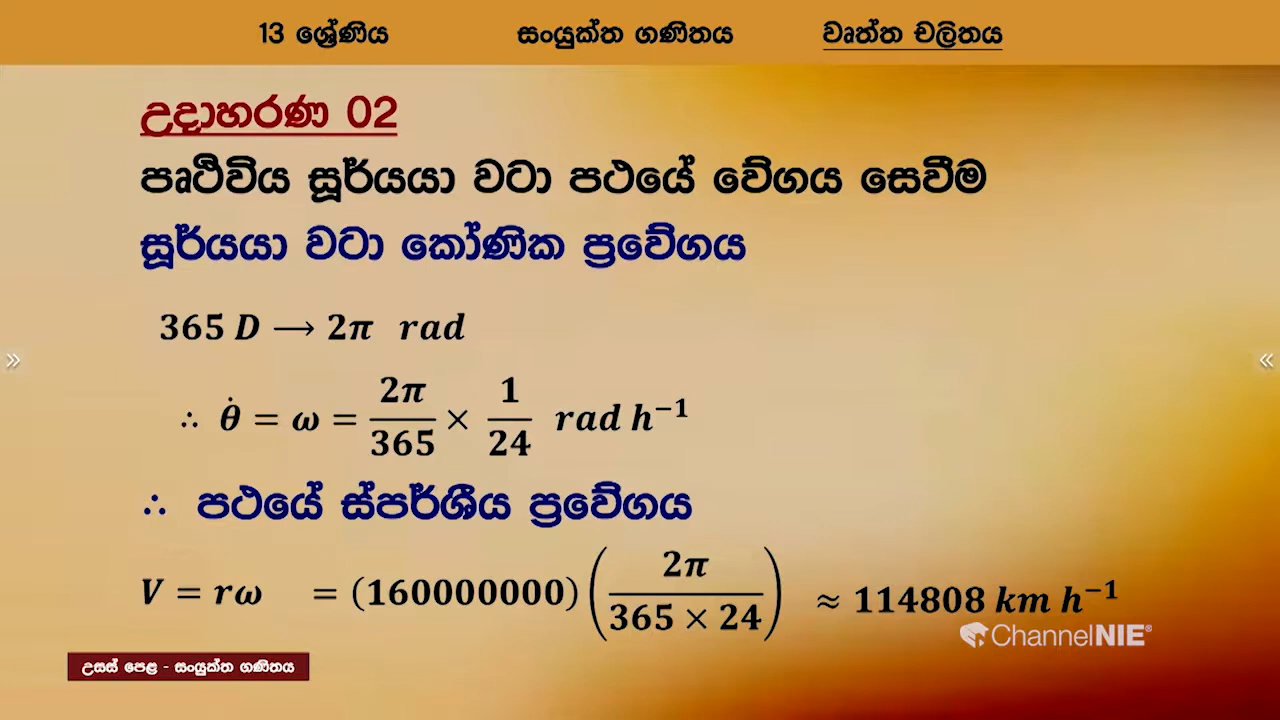 13 ශ්‍රේණිය සංයුක්ත ගණිතය වෘත්ත චලිතය
උදාහරණ 02
පෘථිවිය සූර්යයා වටා පථයේ වේගය සෙවීම
සූර්යයා වටා කෝණික ප්‍රවේගය
365 D ⟶ 2π rad
∴ θ̇ = ω = 2π/365 × 1/24 rad h⁻¹
∴ පථයේ ස්පර්ශීය ප්‍රවේගය
V = rω = (160000000)(2π/(365 × 24)) ≈ 114808 km h⁻¹
ChannelNIE®
උසස් පෙළ - සංයුක්ත ගණිතය